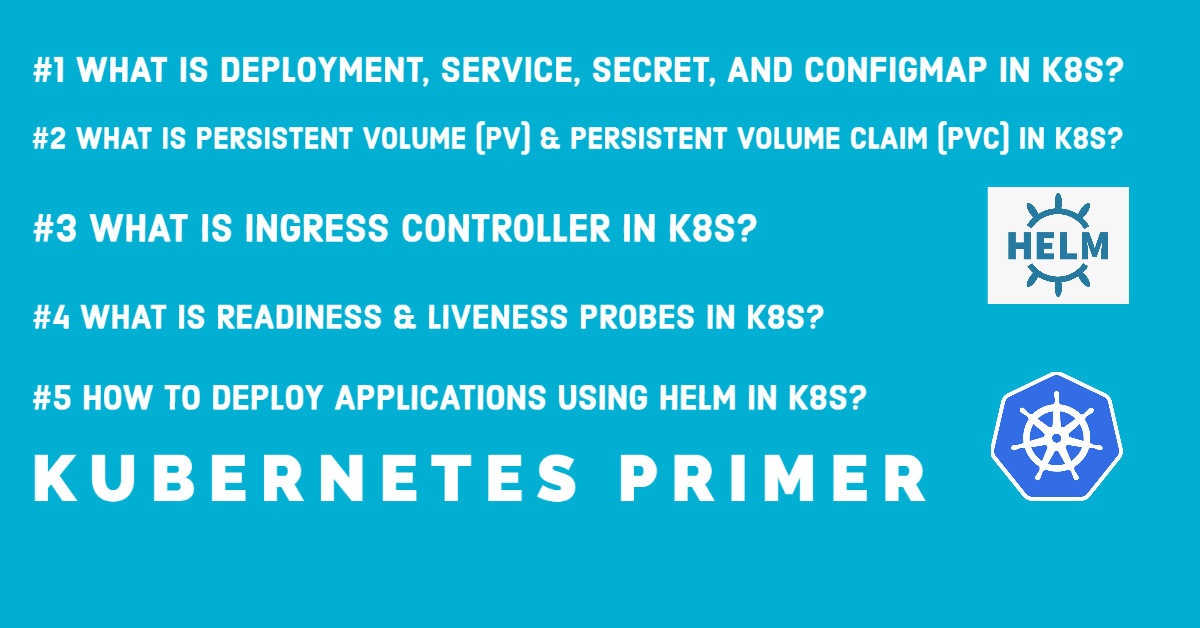 #1 WHAT IS DEPLOYMENT, SERVICE, SECRET, AND CONFIGMAP IN K8S?
#2 WHAT IS PERSISTENT VOLUME (PV) & PERSISTENT VOLUME CLAIM (PVC) IN K8S?
#3 WHAT IS INGRESS CONTROLLER IN K8S?
HELM
#4 WHAT IS READINESS & LIVENESS PROBES IN K8S?
#5 HOW TO DEPLOY APPLICATIONS USING HELM IN K8S?
KUBERNETES PRIMER